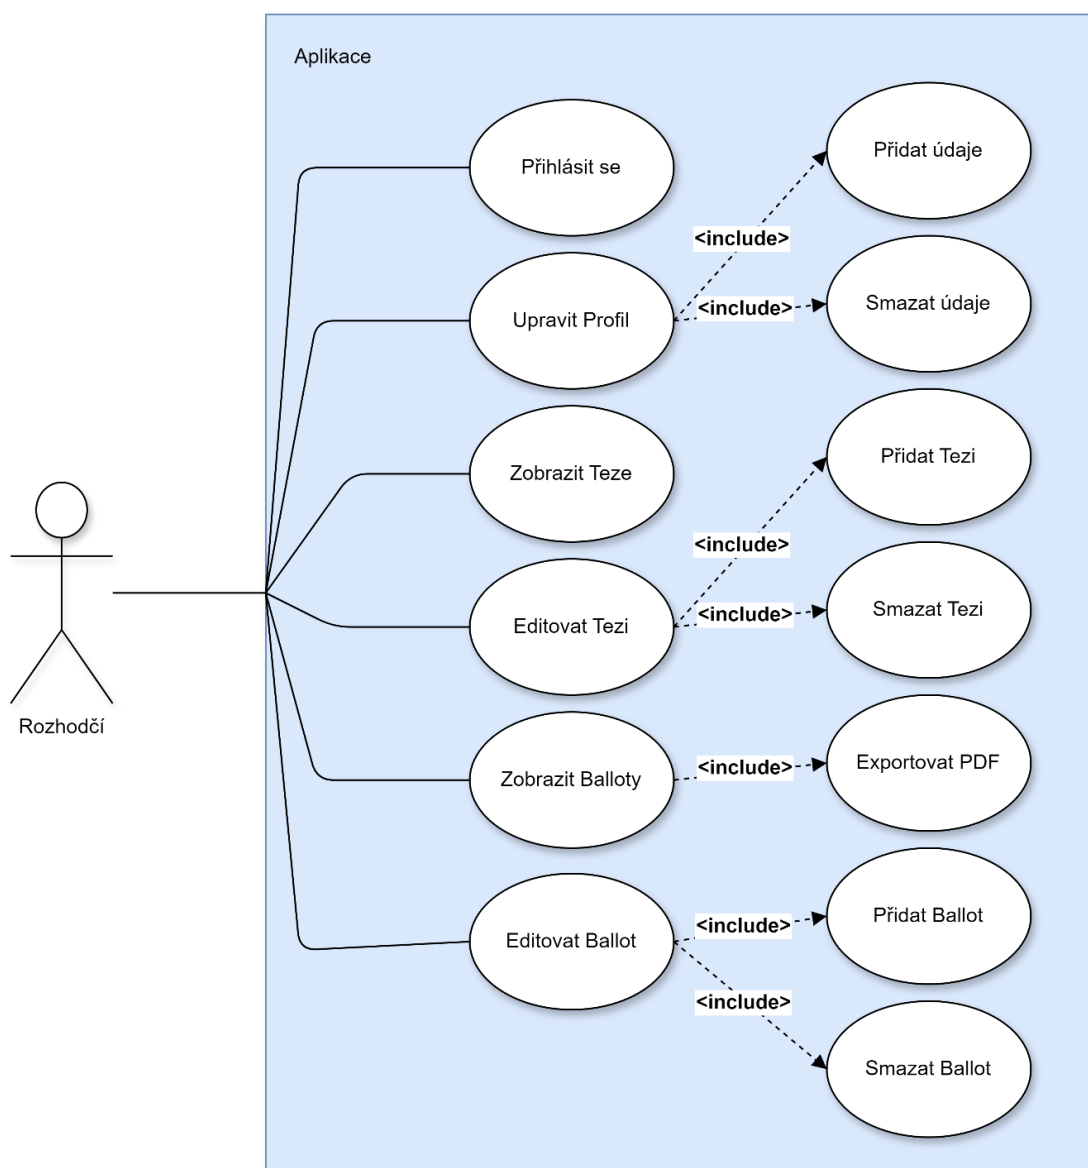 Aplikace
Přihlásit se
Přidat údaje
<include>
Upravit Profil
<include>
Smazat údaje
Zobrazit Teze
Přidat Tezi
<include>
Editovat Tezi
<include>
Smazat Tezi
Rozhodčí
Zobrazit Balloty
<include>
Exportovat PDF
Editovat Ballot
<include>
Přidat Ballot
<include>
Smazat Ballot